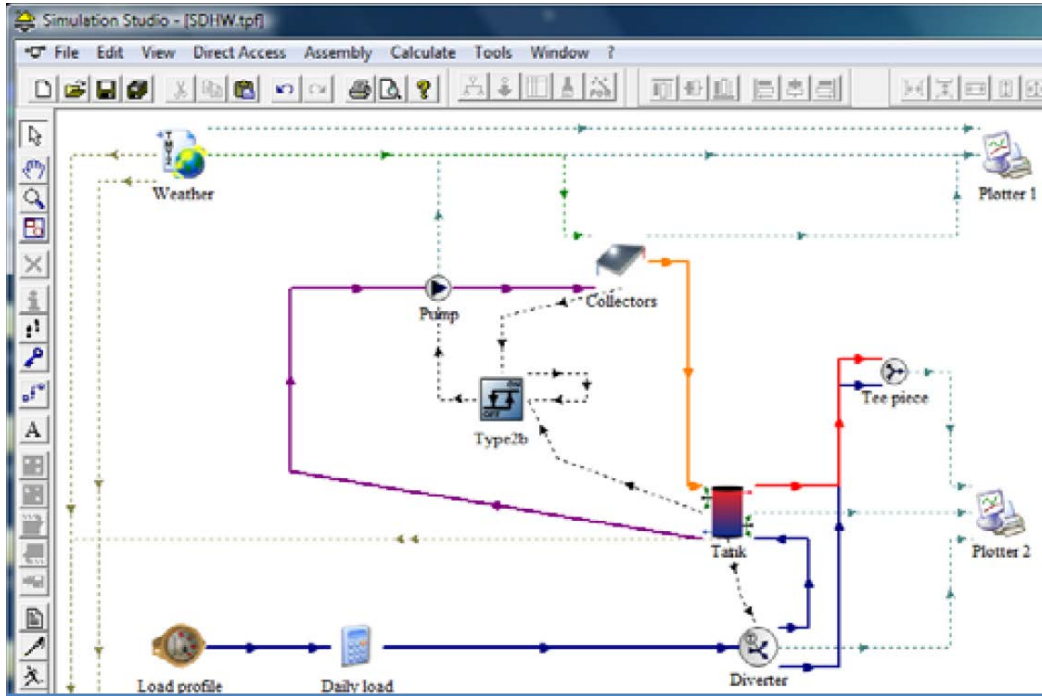 Simulation Studio - [SDHW.tpf]
File Edit View Direct Access Assembly Calculate Tools Window ?
Weather
Plotter 1
Collectors
Pump
Type2b
Tee piece
Tank
Plotter 2
Load profile
Daily load
Diverter